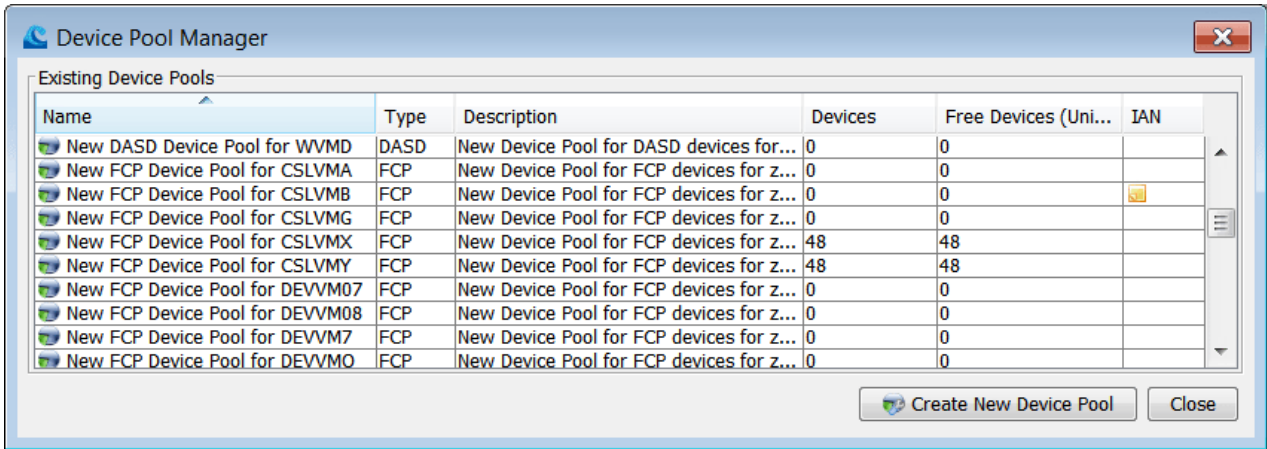 Device Pool Manager
Existing Device Pools
Name Type Description Devices Free Devices (Uni... IAN
New DASD Device Pool for WVMD DASD New Device Pool for DASD devices for... 0 0
New FCP Device Pool for CSLVMA FCP New Device Pool for FCP devices for z... 0 0
New FCP Device Pool for CSLVMB FCP New Device Pool for FCP devices for z... 0 0
New FCP Device Pool for CSLVMG FCP New Device Pool for FCP devices for z... 0 0
New FCP Device Pool for CSLVMX FCP New Device Pool for FCP devices for z... 48 48
New FCP Device Pool for CSLVMY FCP New Device Pool for FCP devices for z... 48 48
New FCP Device Pool for DEVVM07 FCP New Device Pool for FCP devices for z... 0 0
New FCP Device Pool for DEVVM08 FCP New Device Pool for FCP devices for z... 0 0
New FCP Device Pool for DEVVM7 FCP New Device Pool for FCP devices for z... 0 0
New FCP Device Pool for DEVVMO FCP New Device Pool for FCP devices for z... 0 0
Create New Device Pool Close